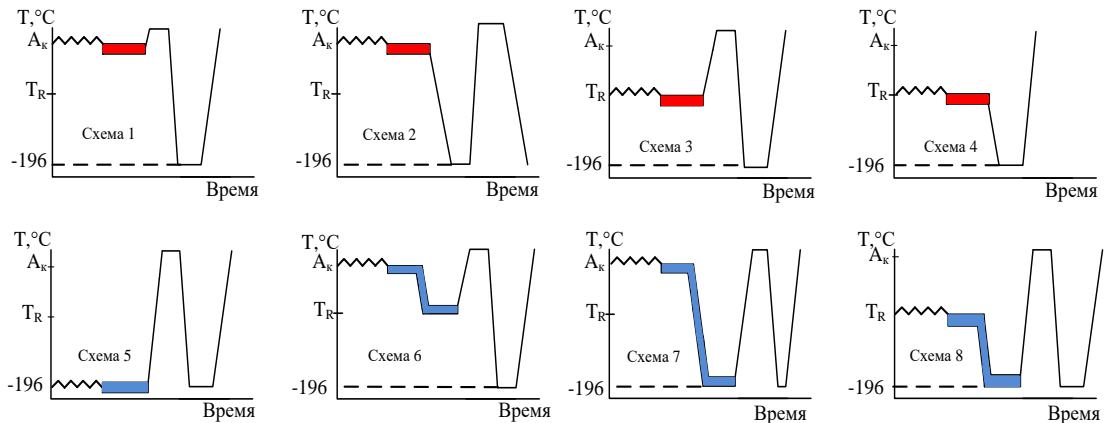 T,°C
Aк
TR
Схема 1
-196
Время
T,°C
Aк
TR
Схема 2
-196
Время
T,°C
Aк
TR
Схема 3
-196
Время
T,°C
Aк
TR
Схема 4
-196
Время
T,°C
Aк
TR
Схема 5
-196
Время
T,°C
Aк
TR
Схема 6
-196
Время
T,°C
Aк
TR
Схема 7
-196
Время
T,°C
Aк
TR
Схема 8
-196
Время